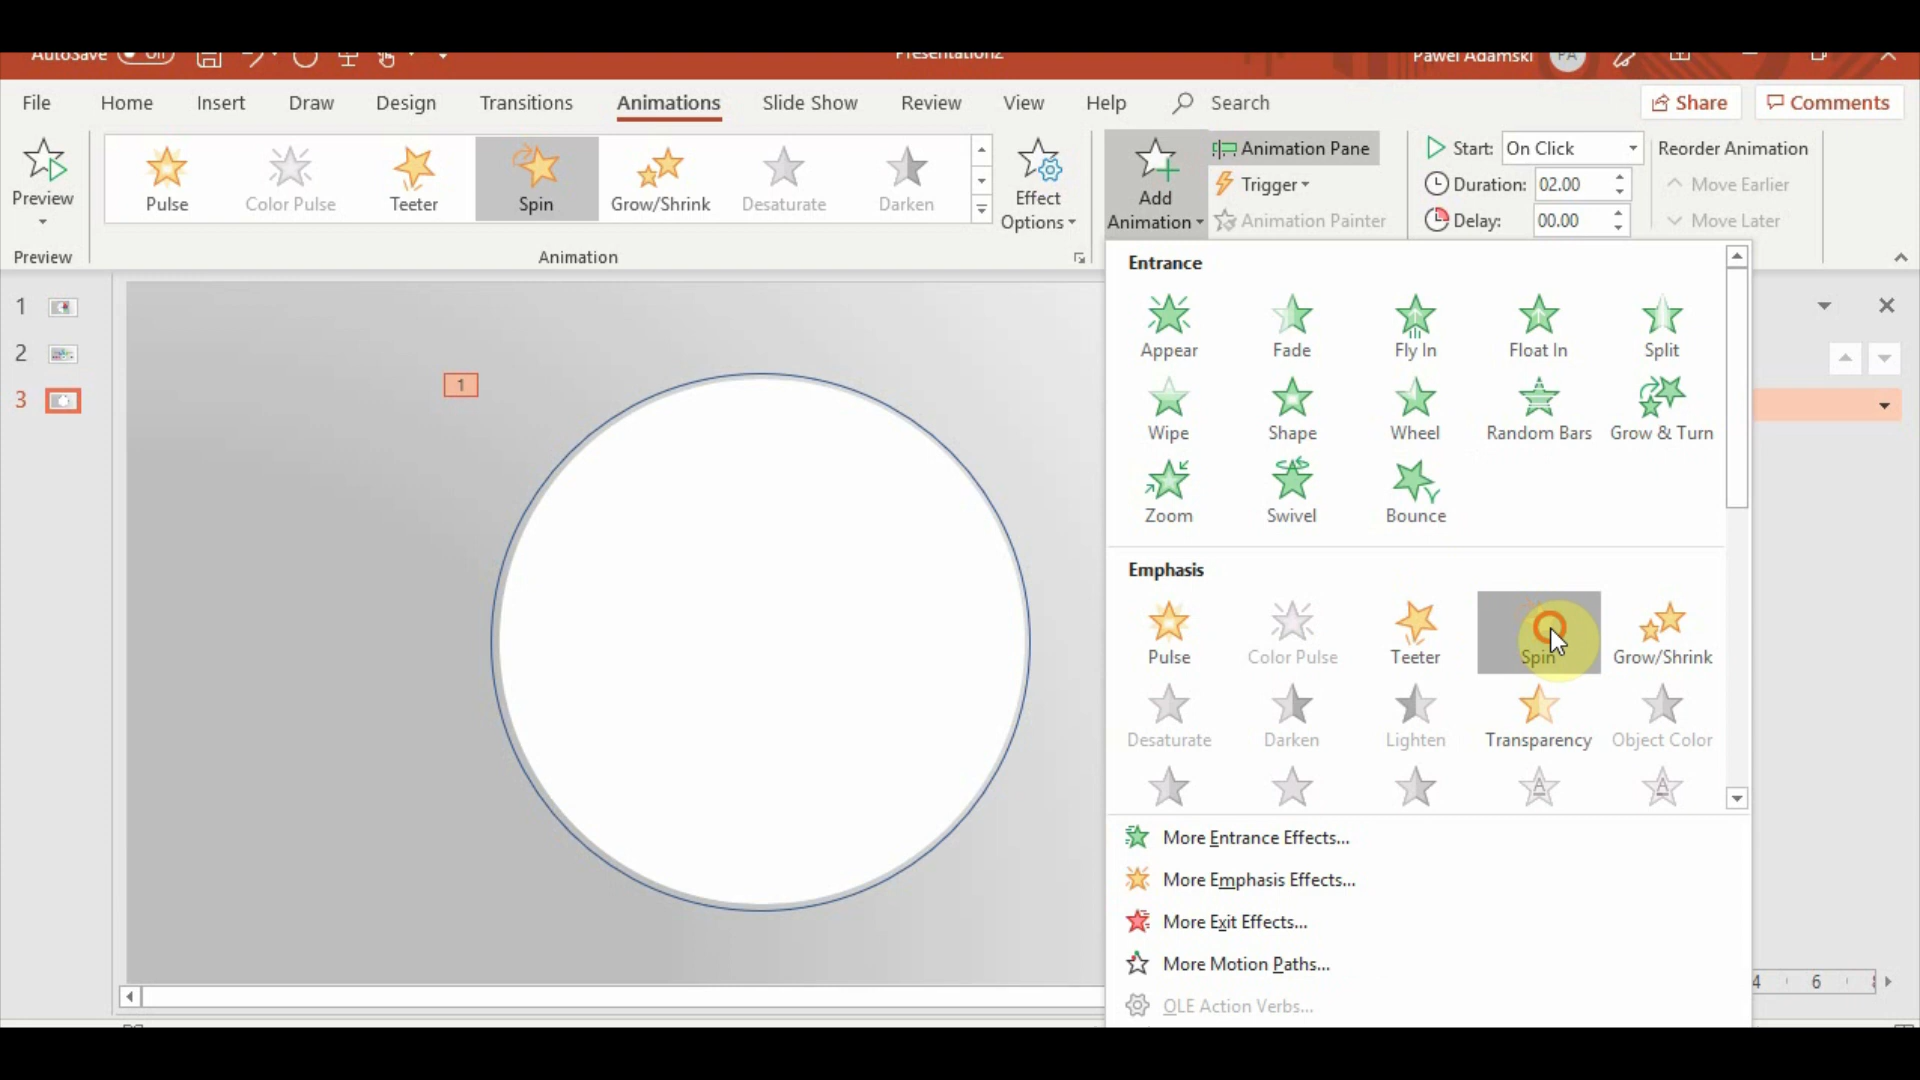 AutoSave Off
Presentation2
Pawel Adamski PA
File Home Insert Draw Design Transitions Animations Slide Show Review View Help Search Share Comments
Preview
Pulse Color Pulse Teeter Spin Grow/Shrink Desaturate Darken
Effect Options
Add Animation
Animation Pane
Trigger
Animation Painter
Start: On Click
Duration: 02.00
Delay: 00.00
Reorder Animation
Move Earlier
Move Later
Preview
Animation
1
2
3
1
Entrance
Appear Fade Fly In Float In Split
Wipe Shape Wheel Random Bars Grow & Turn
Zoom Swivel Bounce
Emphasis
Pulse Color Pulse Teeter Spin Grow/Shrink
Desaturate Darken Lighten Transparency Object Color
More Entrance Effects...
More Emphasis Effects...
More Exit Effects...
More Motion Paths...
OLE Action Verbs...
4 6